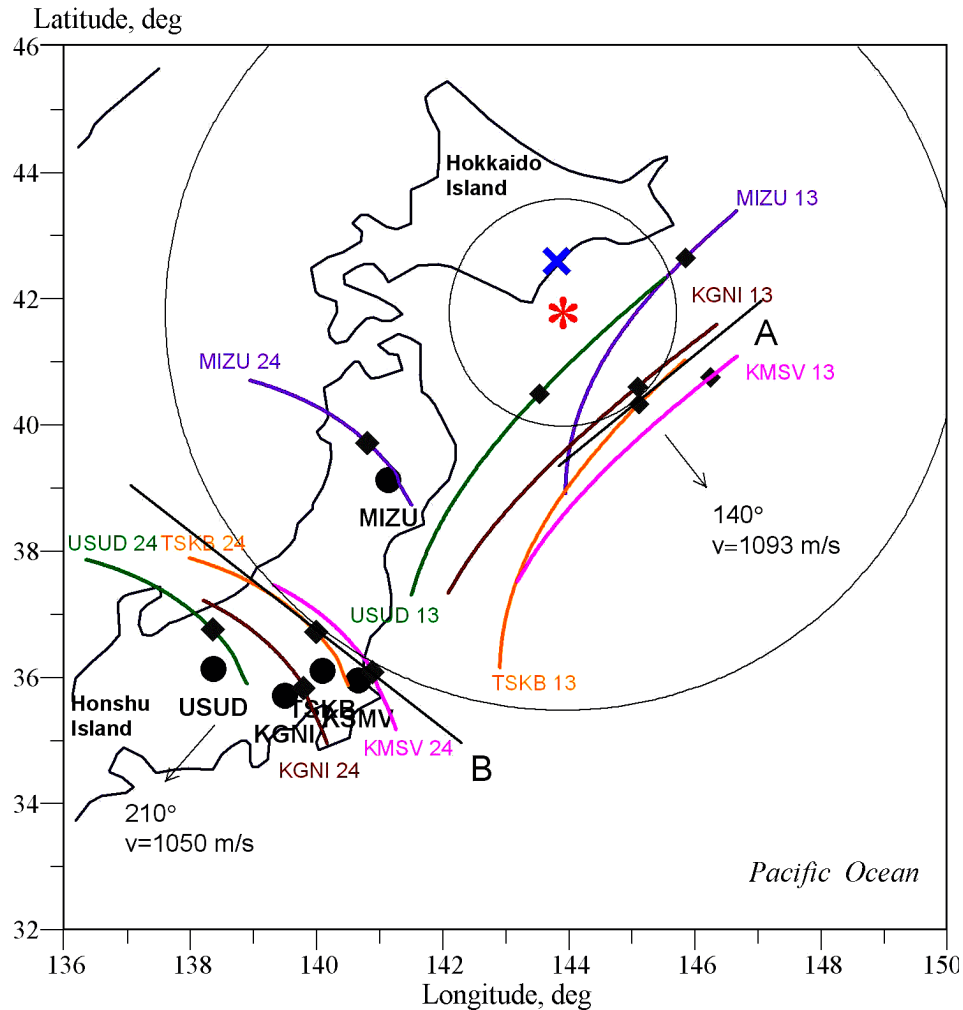 Latitude, deg
46
44
42
40
38
36
34
32
136
138
140
142
144
146
148
150
Longitude, deg
Hokkaido
Island
MIZU 13
KGNI 13
A
KMSV 13
MIZU 24
MIZU
140°
v=1093 m/s
USUD 24
TSKB 24
USUD 13
TSKB 13
Honshu
Island
USUD
TSKB
KSMV
KGNI
KMSV 24
KGNI 24
B
210°
v=1050 m/s
Pacific Ocean